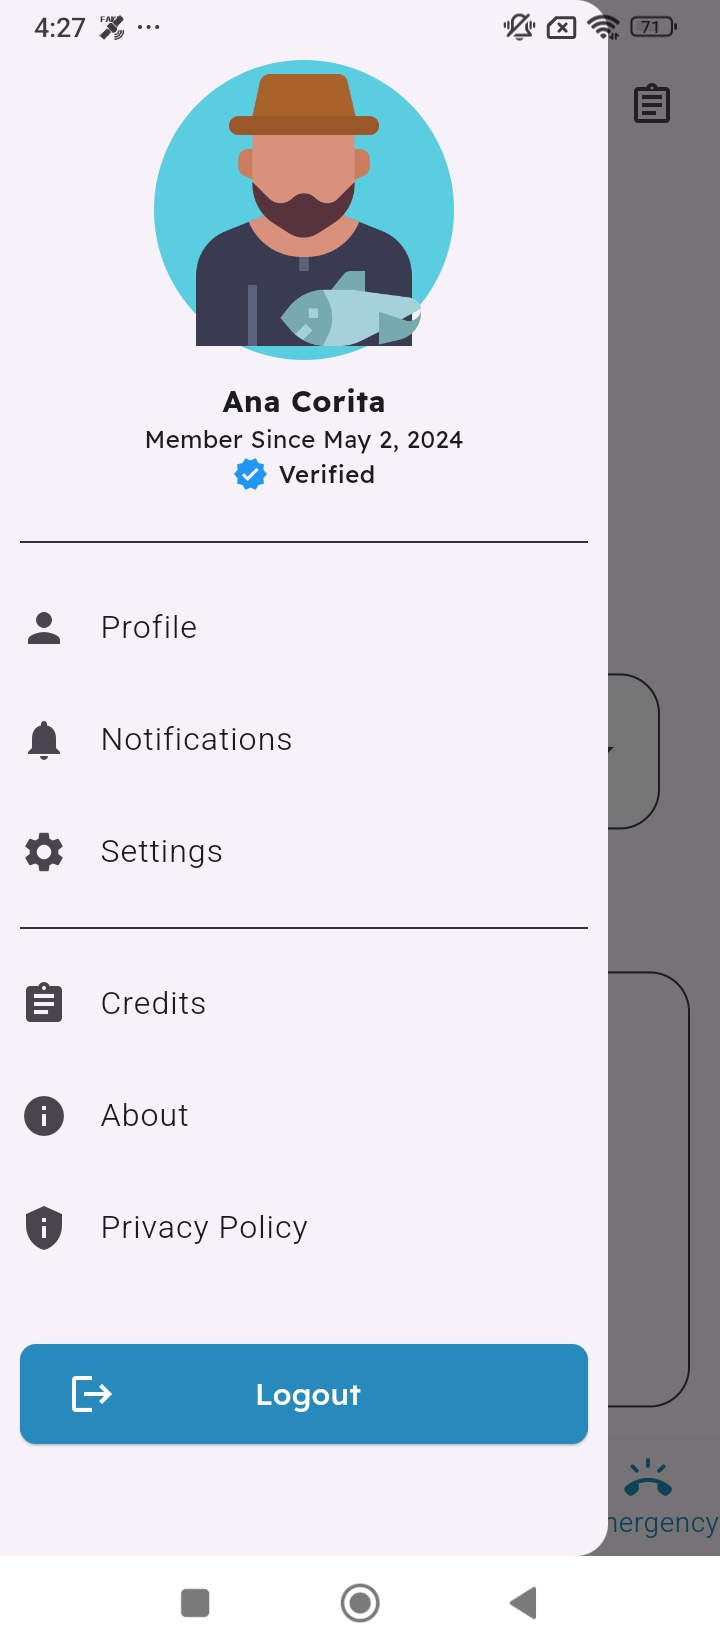 4:27 FAKE ... 71
Ana Corita
Member Since May 2, 2024
Verified
Profile
Notifications
Settings
Credits
About
Privacy Policy
Logout
nergency